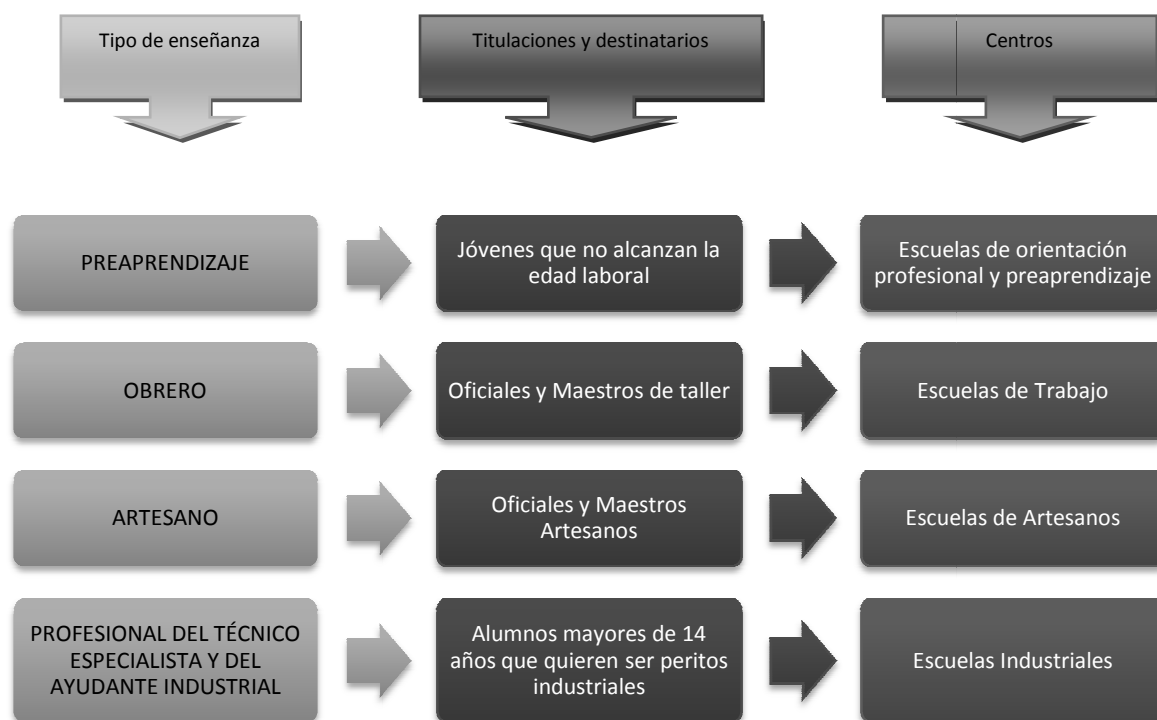 Tipo de enseñanza
Titulaciones y destinatarios
Centros
PREAPRENDIZAJE
Jóvenes que no alcanzan la
edad laboral
Escuelas de orientación
profesional y preaprendizaje
OBRERO
Oficiales y Maestros de taller
Escuelas de Trabajo
ARTESANO
Oficiales y Maestros
Artesanos
Escuelas de Artesanos
PROFESIONAL DEL TÉCNICO
ESPECIALISTA Y DEL
AYUDANTE INDUSTRIAL
Alumnos mayores de 14
años que quieren ser peritos
industriales
Escuelas Industriales